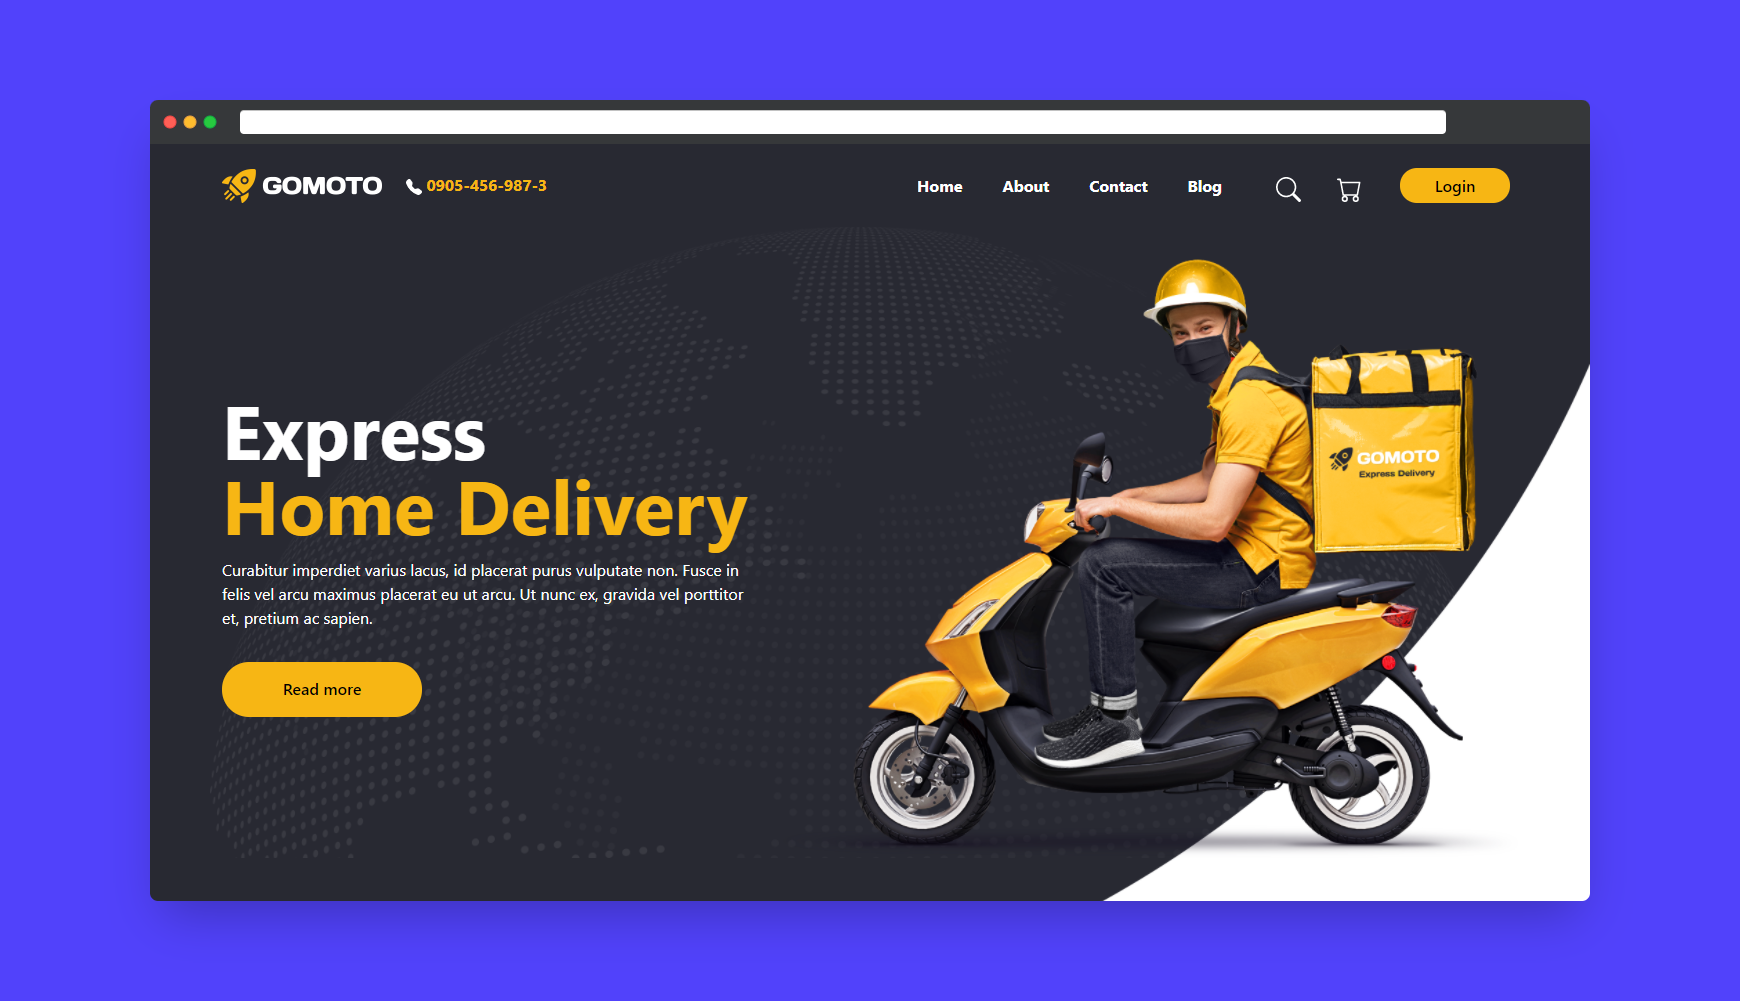 GOMOTO
0905-456-987-3
Home
About
Contact
Blog
Login
Express
Home Delivery
Curabitur imperdiet varius lacus, id placerat purus vulputate non. Fusce in
felis vel arcu maximus placerat eu ut arcu. Ut nunc ex, gravida vel porttitor
et, pretium ac sapien.
Read more
GOMOTO
Express Delivery